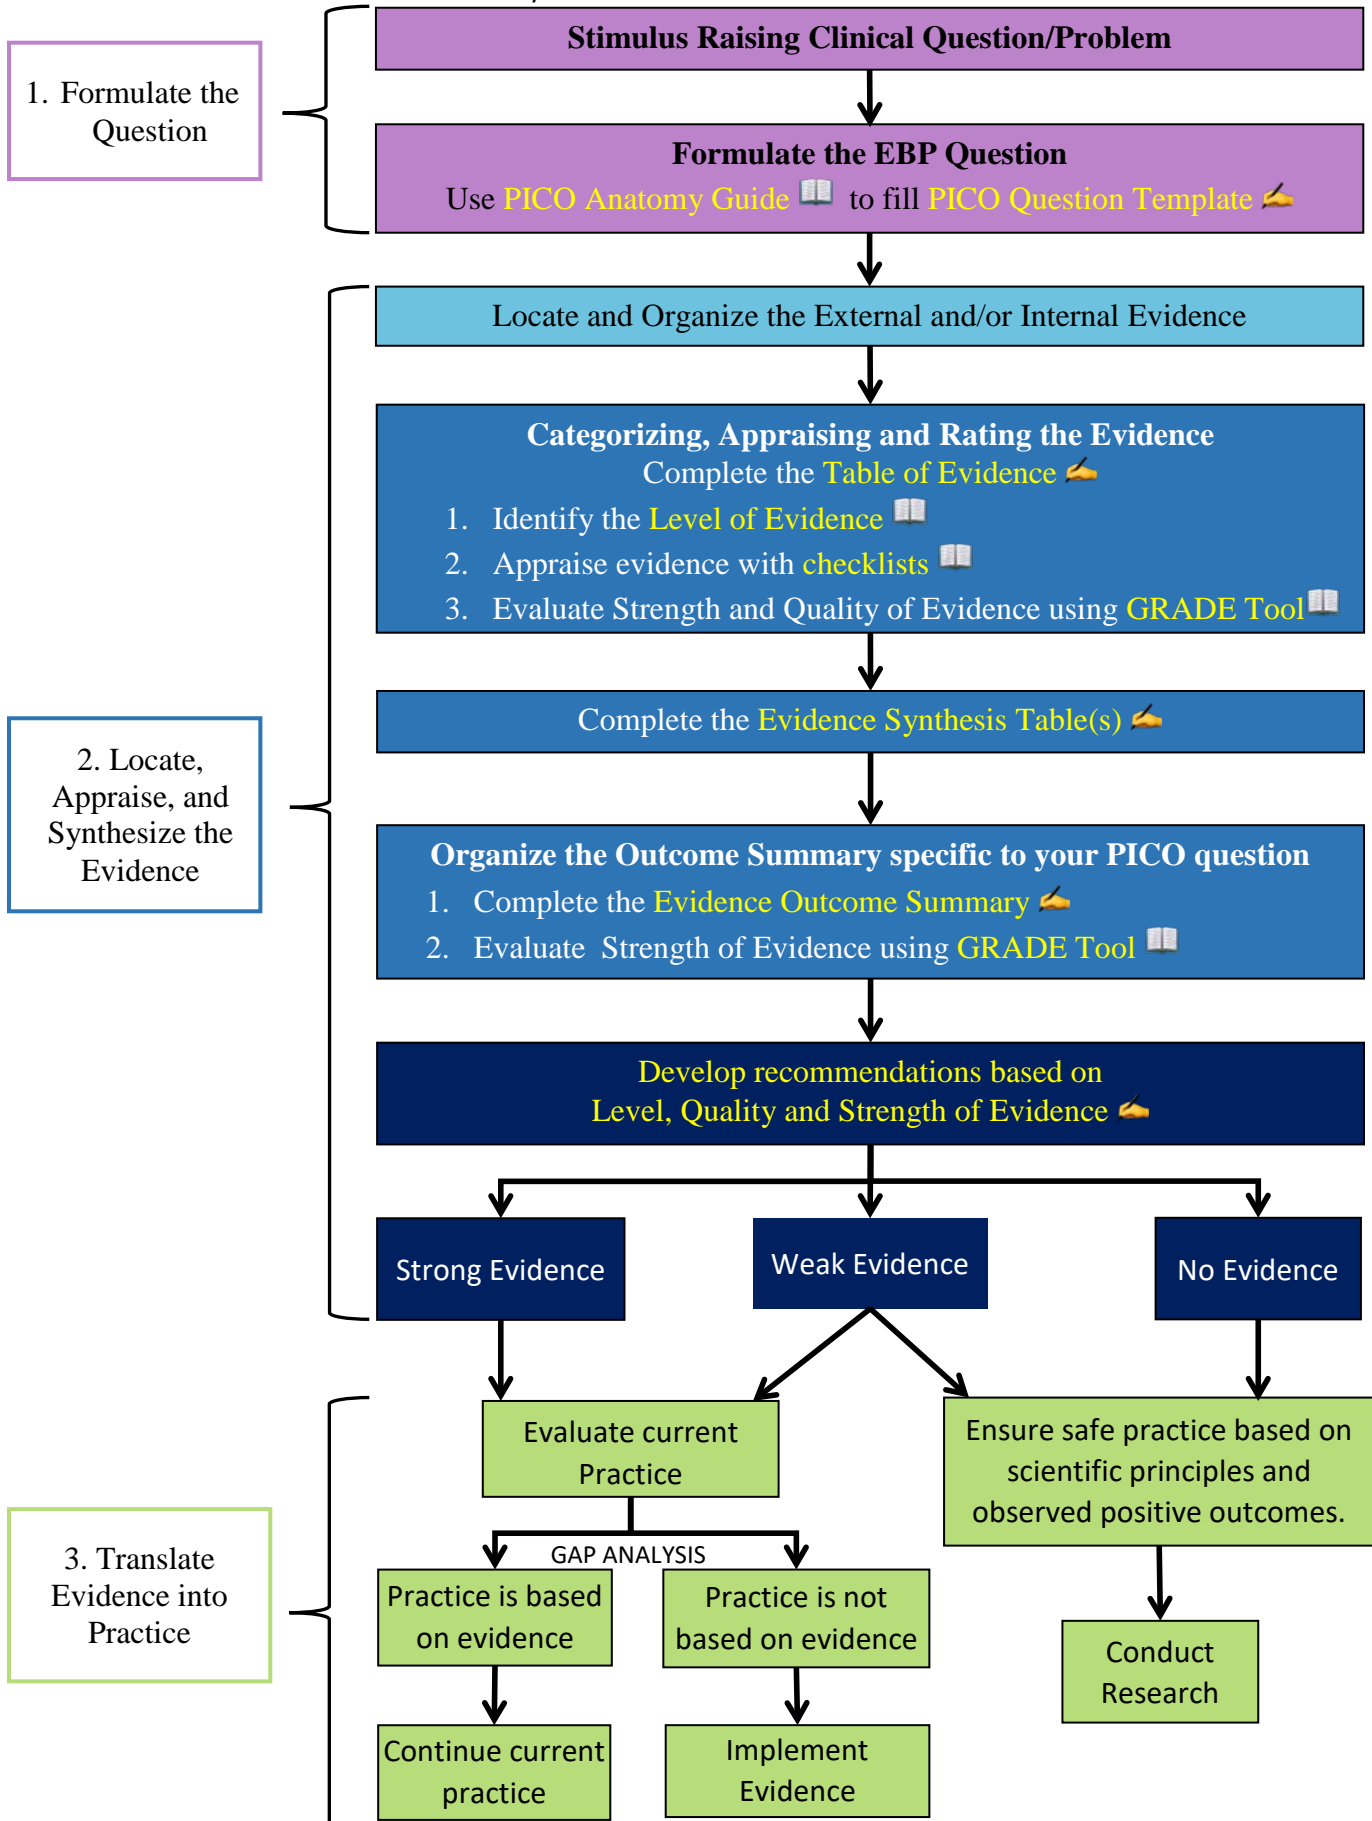 Stimulus Raising Clinical Question/Problem
1. Formulate the
Question
Formulate the EBP Question
Use PICO Anatomy Guide 📖 to fill PICO Question Template ✍
Locate and Organize the External and/or Internal Evidence
Categorizing, Appraising and Rating the Evidence
Complete the Table of Evidence ✍
1. Identify the Level of Evidence 📖
2. Appraise evidence with checklists 📖
3. Evaluate Strength and Quality of Evidence using GRADE Tool 📖
Complete the Evidence Synthesis Table(s) ✍
2. Locate,
Appraise, and
Synthesize the
Evidence
Organize the Outcome Summary specific to your PICO question
1. Complete the Evidence Outcome Summary ✍
2. Evaluate Strength of Evidence using GRADE Tool 📖
Develop recommendations based on
Level, Quality and Strength of Evidence ✍
Strong Evidence
Weak Evidence
No Evidence
3. Translate
Evidence into
Practice
Evaluate current
Practice
Ensure safe practice based on
scientific principles and
observed positive outcomes.
GAP ANALYSIS
Practice is based
on evidence
Practice is not
based on evidence
Conduct
Research
Continue current
practice
Implement
Evidence